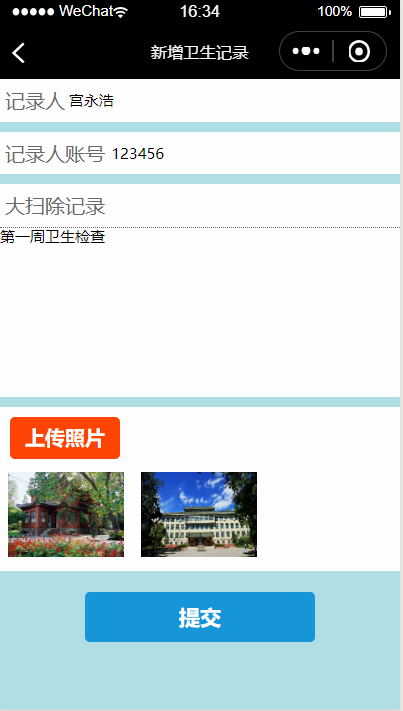 WeChat 16:34 100%
新增卫生记录
记录人 宫永浩
记录人账号 123456
大扫除记录
第一周卫生检查
上传照片
提交